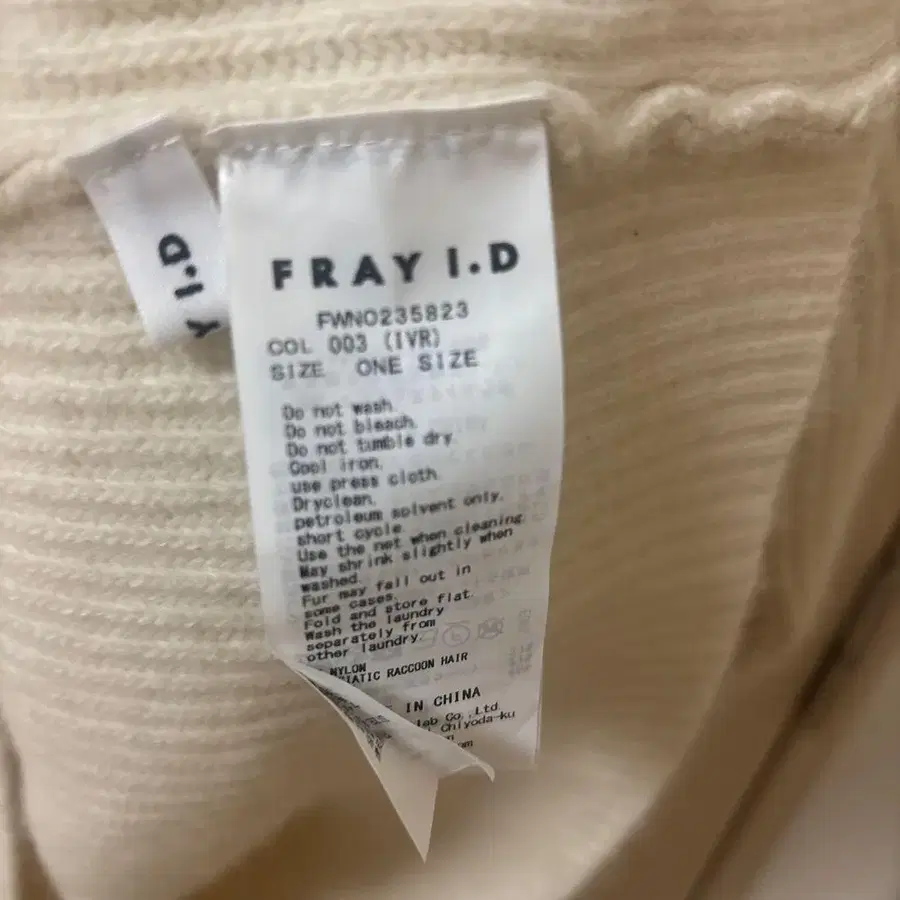 Y I.D
FRAY I.D
FWNO235823
COL 003 (IVR)
SIZE ONE SIZE
Do not wash.
Do not bleach.
Do not tumble dry.
Cool iron.
use press cloth.
Dryclean.
petroleum solvent only.
short cycle.
Use the net when cleaning.
May shrink slightly when
washed.
Fur may fall out in
some cases.
Fold and store flat.
Wash the laundry
separately from
other laundry.
NYLON
RACCOON HAIR
IN CHINA
Co.,Ltd.
Chiyoda-ku